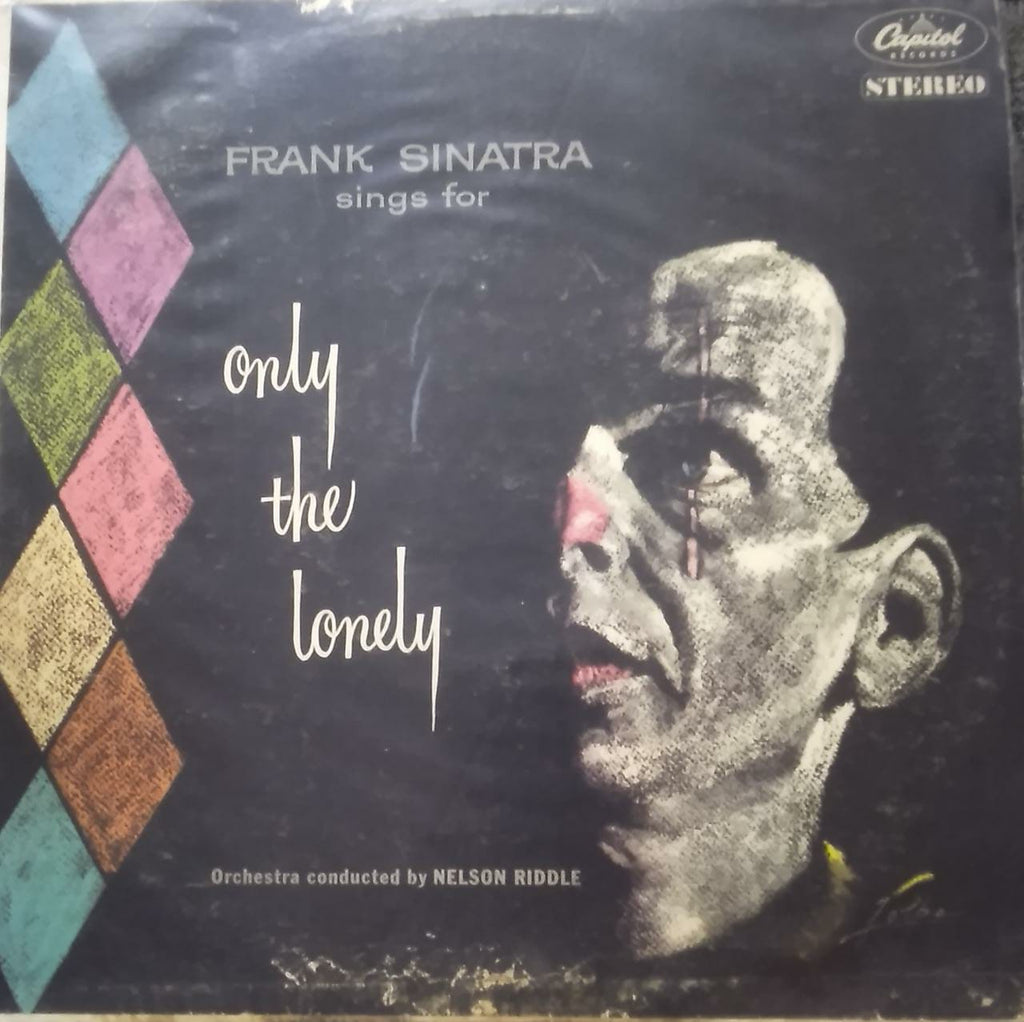 Capitol
RECORDS
STEREO
FRANK SINATRA
sings for
only
the
lonely
Orchestra conducted by NELSON RIDDLE